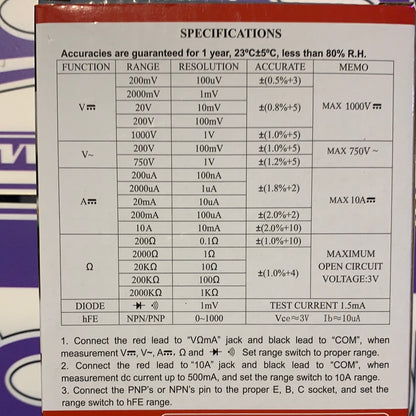 SPECIFICATIONS
Accuracies are guaranteed for 1 year, 23°C±5°C, less than 80% R.H.
FUNCTION RANGE RESOLUTION ACCURATE MEMO
V⎓ 200mV 100uV ±(0.5%+3) MAX 1000V⎓
2000mV 1mV ±(0.8%+5)
20V 10mV
200V 100mV
1000V 1V ±(1.0%+5)
V~ 200V 100mV ±(1.0%+5) MAX 750V ~
750V 1V ±(1.2%+5)
A⎓ 200uA 100nA ±(1.8%+2) MAX 10A⎓
2000uA 1uA
20mA 10uA
200mA 100uA ±(2.0%+2)
10A 10mA ±(2.0%+10)
Ω 200Ω 0.1Ω ±(1.0%+10) MAXIMUM OPEN CIRCUIT VOLTAGE:3V
2000Ω 1Ω ±(1.0%+4)
20KΩ 10Ω
200KΩ 100Ω
2000KΩ 1KΩ
DIODE 1mV TEST CURRENT 1.5mA
hFE NPN/PNP 0~1000 Vce≈3V Ib≈10uA
1. Connect the red lead to "VΩmA" jack and black lead to "COM", when
measurement V⎓, V~, A⎓, Ω and Set range switch to proper range.
2. Connect the red lead to "10A" jack and black lead to "COM", when
measurement dc current up to 500mA, and set the range switch to 10A range.
3. Connect the PNP's or NPN's pin to the proper E, B, C socket, and set the
range switch to hFE range.